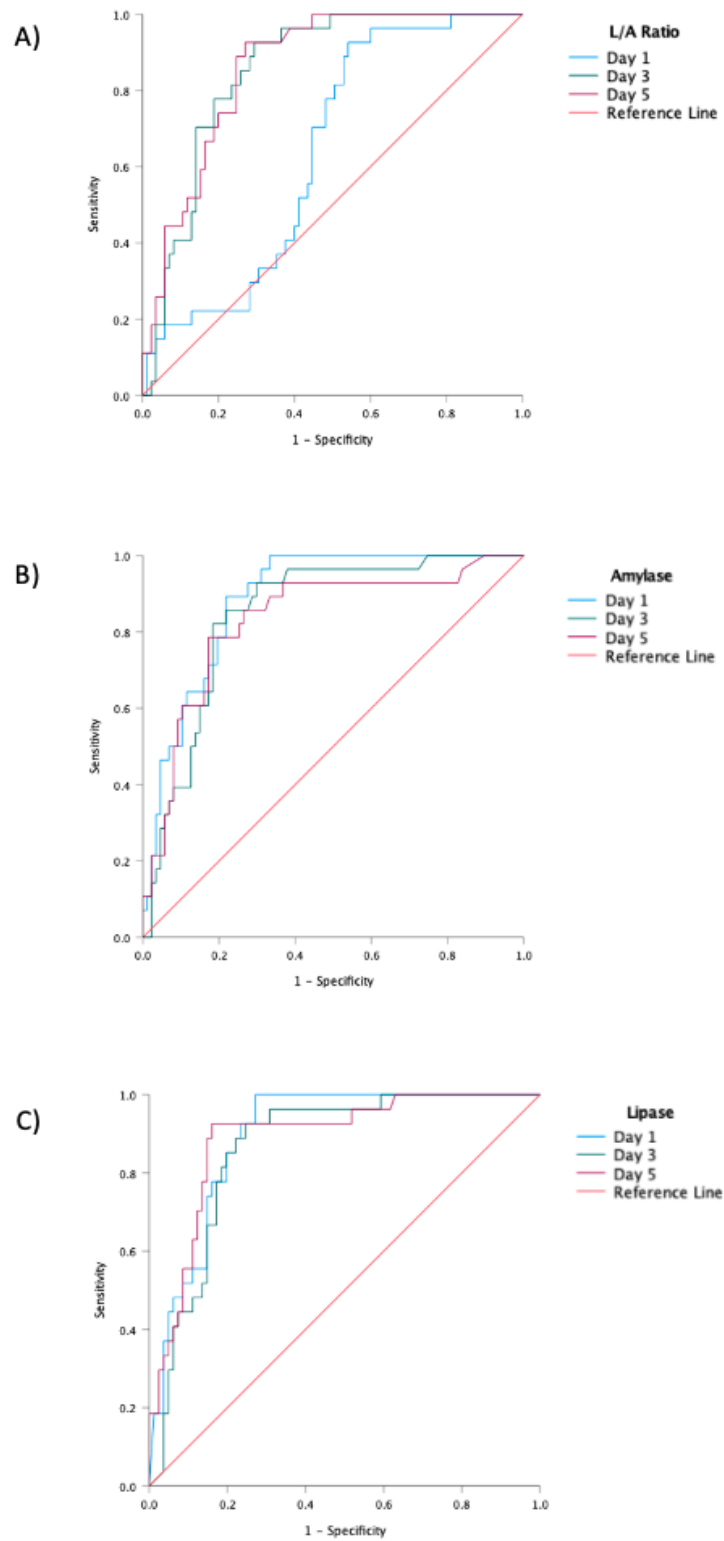 A)
L/A Ratio
Day 1
Day 3
Day 5
Reference Line
1.0
0.8
0.6
0.4
0.2
0.0
Sensitivity
0.0 0.2 0.4 0.6 0.8 1.0
1 - Specificity
B)
Amylase
Day 1
Day 3
Day 5
Reference Line
1.0
0.8
0.6
0.4
0.2
0.0
Sensitivity
0.0 0.2 0.4 0.6 0.8 1.0
1 - Specificity
C)
Lipase
Day 1
Day 3
Day 5
Reference Line
1.0
0.8
0.6
0.4
0.2
0.0
Sensitivity
0.0 0.2 0.4 0.6 0.8 1.0
1 - Specificity